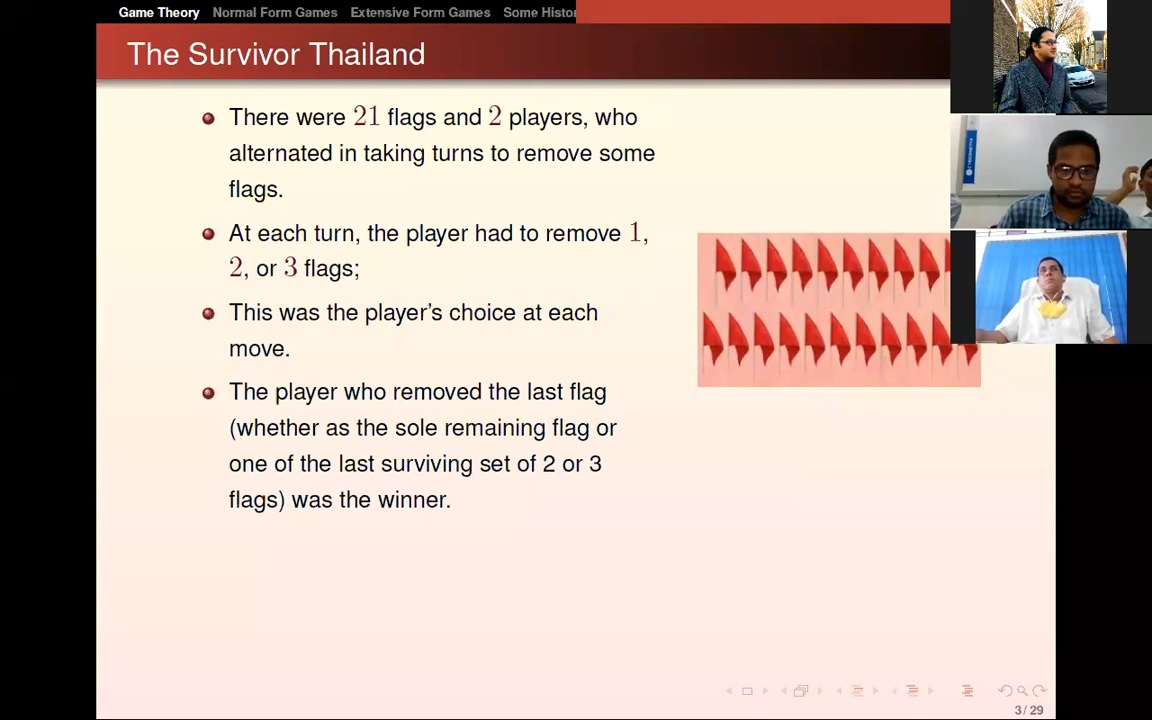 Game Theory Normal Form Games Extensive Form Games Some
The Survivor Thailand
There were 21 flags and 2 players, who
alternated in taking turns to remove some
flags.
At each turn, the player had to remove 1,
2, or 3 flags;
This was the player's choice at each
move.
The player who removed the last flag
(whether as the sole remaining flag or
one of the last surviving set of 2 or 3
flags) was the winner.
3 / 29